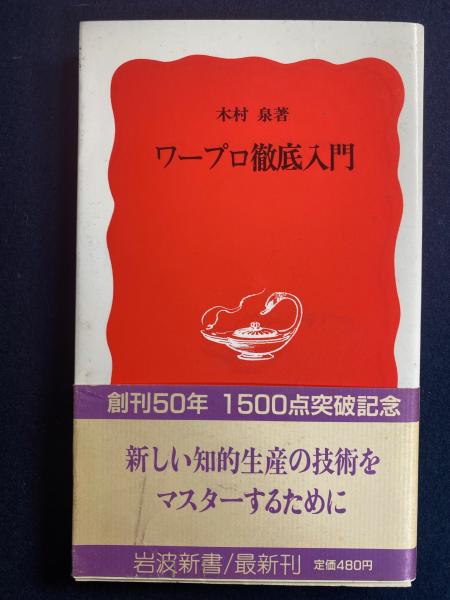 木村 泉著
ワープロ徹底入門
創刊50年 1500点突破記念
新しい知的生産の技術を
マスターするために
岩波新書/最新刊 定価480円